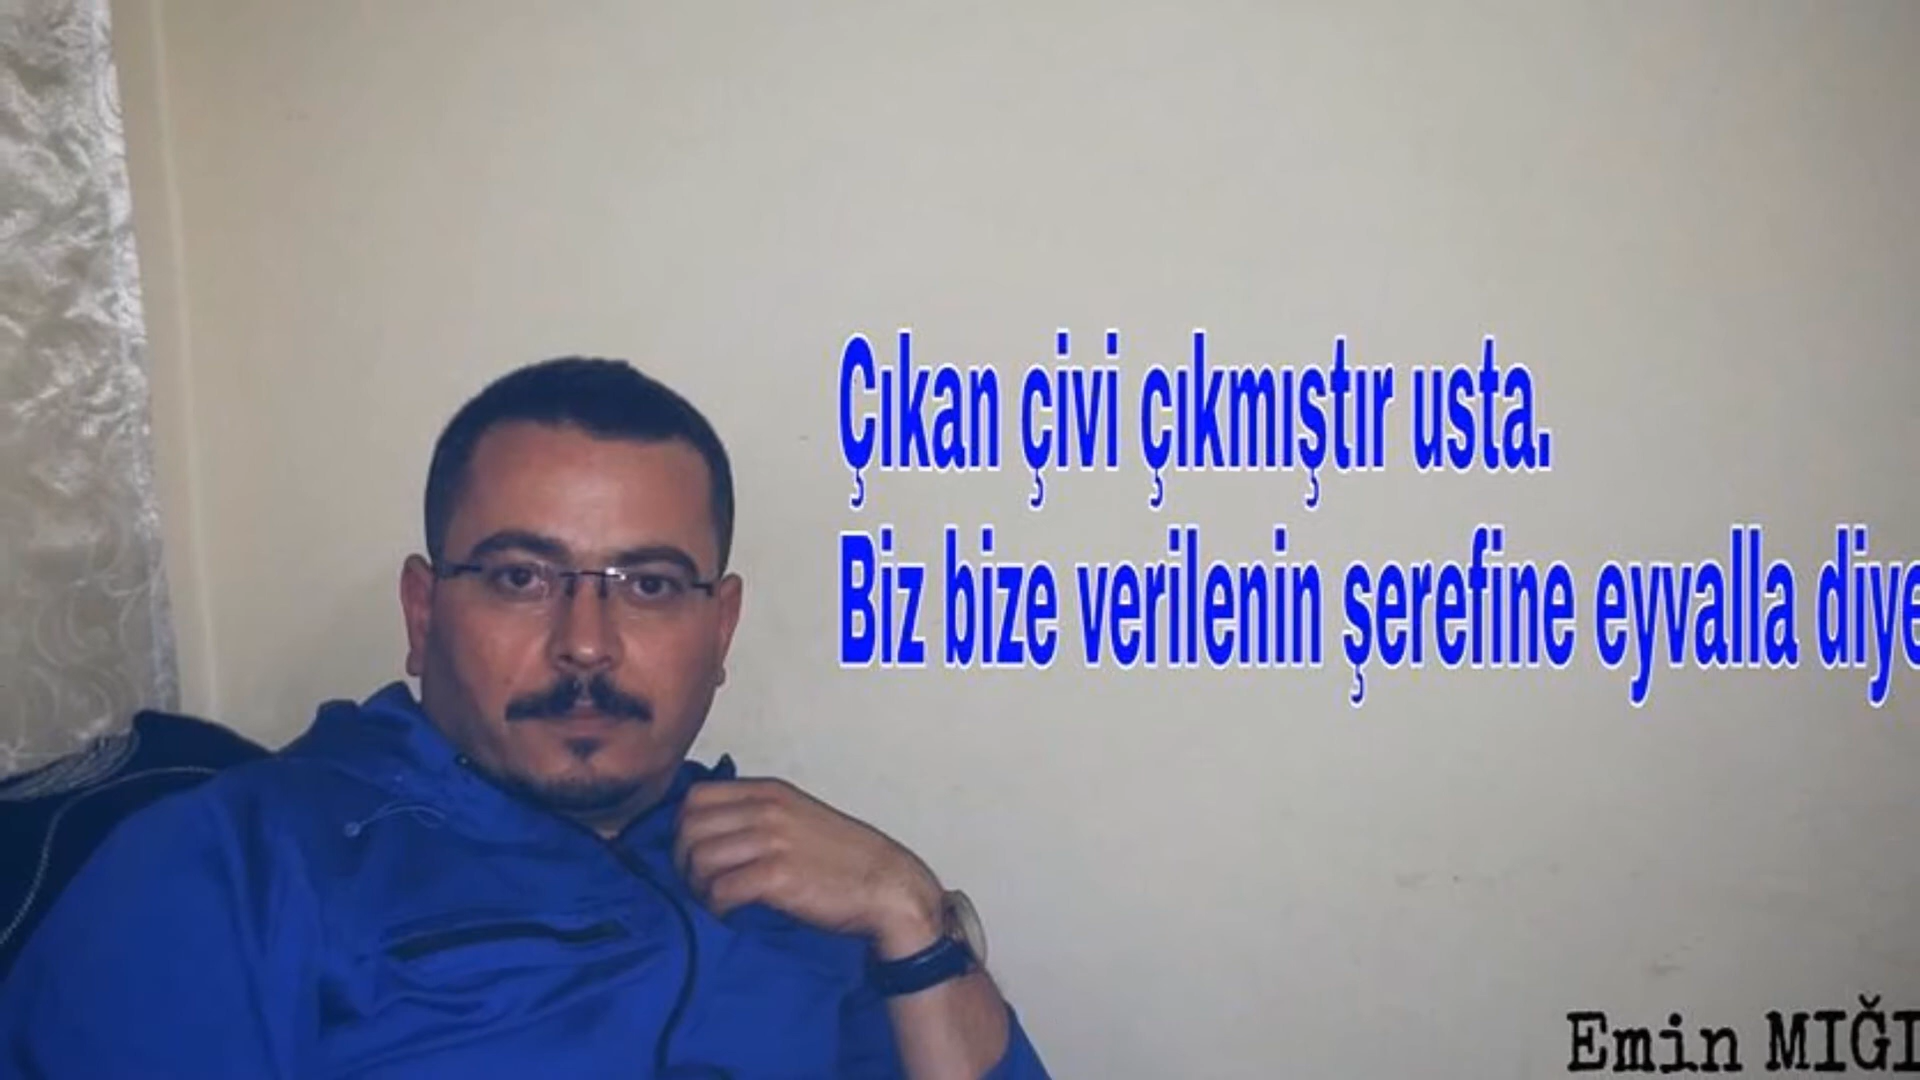 Çıkan çivi çıkmıştır usta.
Biz bize verilenin şerefine eyvalla diye
Emin MIĞI